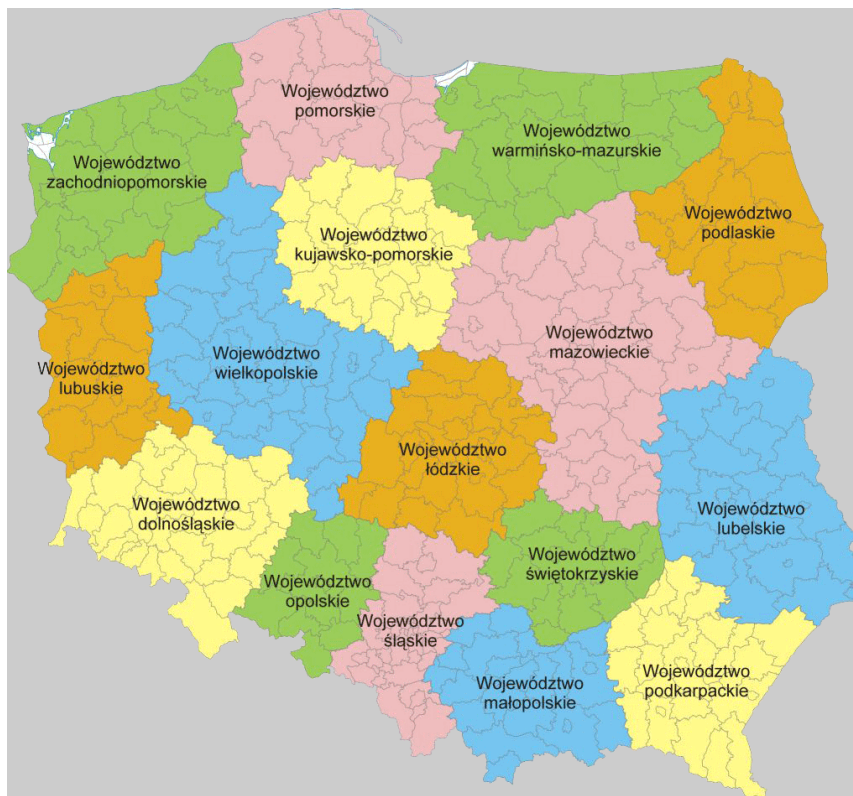 Województwo
pomorskie
Województwo
warmińsko-mazurskie
Województwo
zachodniopomorskie
Województwo
podlaskie
Województwo
kujawsko-pomorskie
Województwo
mazowieckie
Województwo
wielkopolskie
Województwo
lubuskie
Województwo
łódzkie
Województwo
dolnośląskie
Województwo
lubelskie
Województwo
świętokrzyskie
Województwo
opolskie
Województwo
śląskie
Województwo
podkarpackie
Województwo
małopolskie